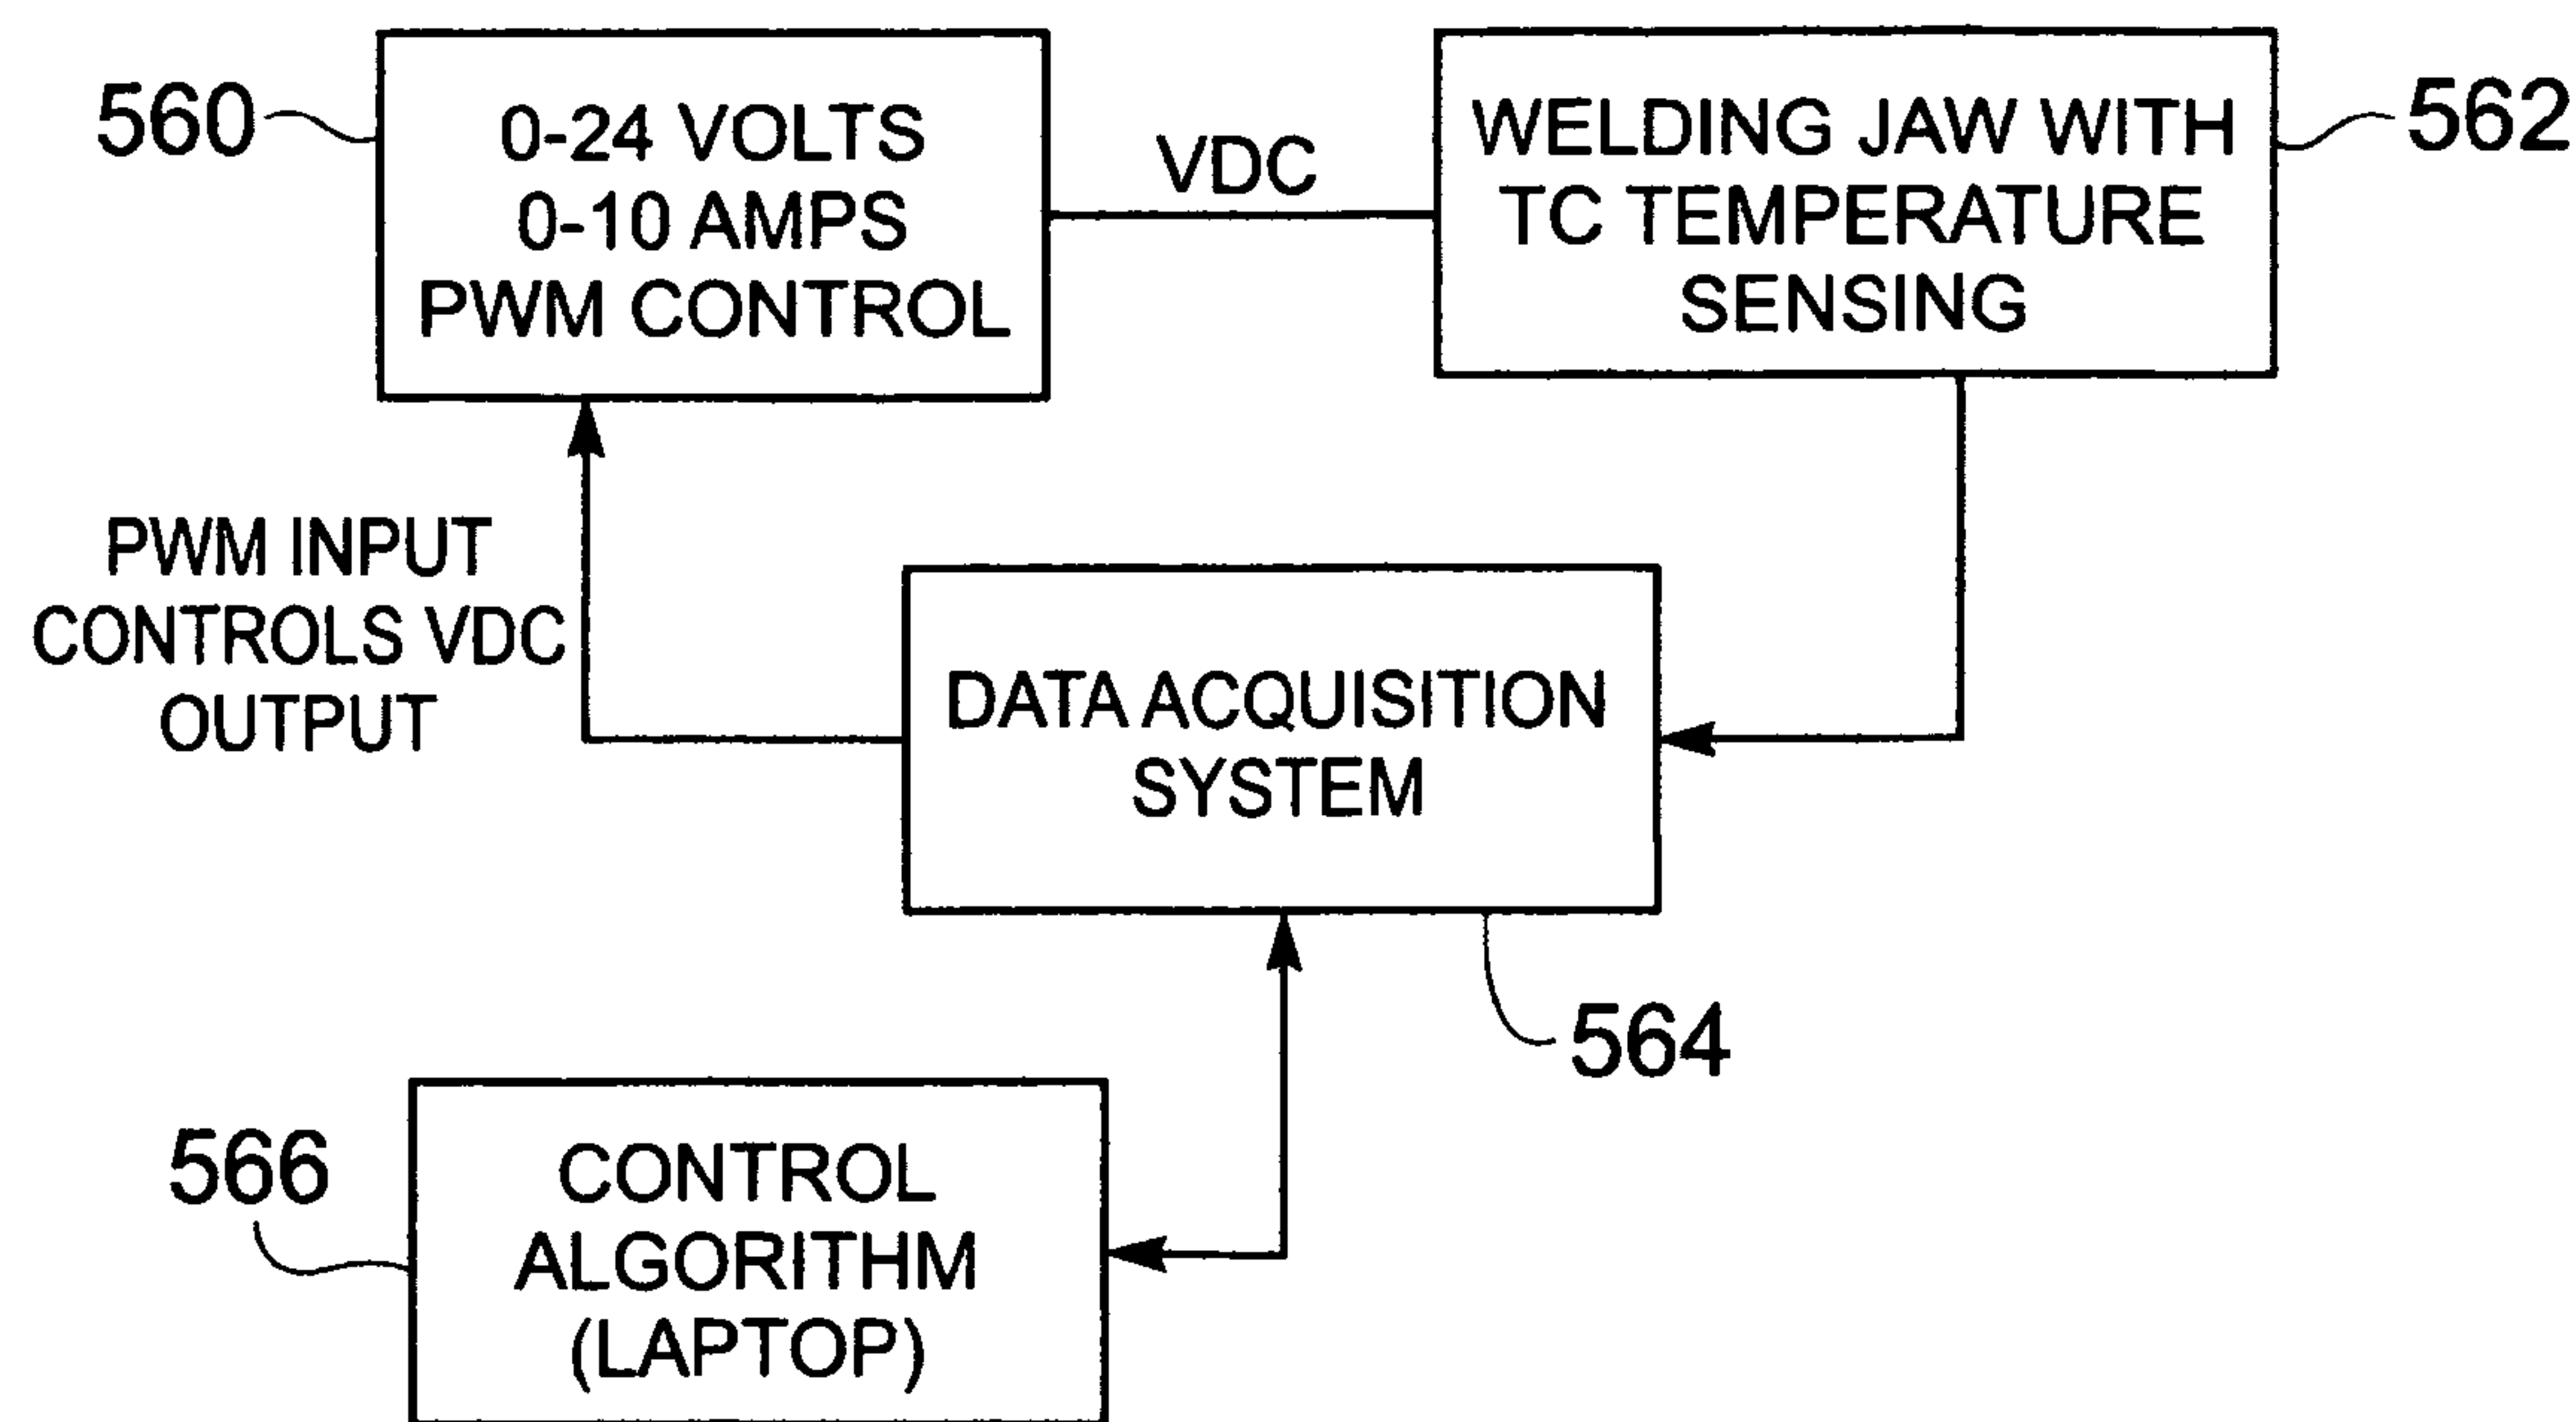 560
0-24 VOLTS
0-10 AMPS
PWM CONTROL
VDC
WELDING JAW WITH
TC TEMPERATURE
SENSING
562
PWM INPUT
CONTROLS VDC
OUTPUT
DATA ACQUISITION
SYSTEM
564
566
CONTROL
ALGORITHM
(LAPTOP)